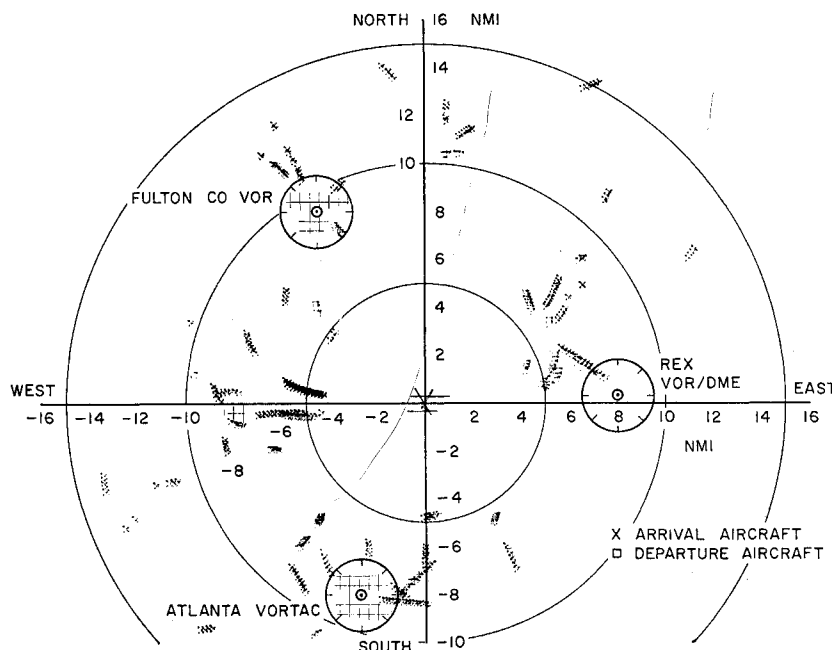 NORTH 16 NMI
14
12
10
FULTON CO VOR
8
6
4
2
REX
VOR/DME
WEST
EAST
-16 -14 -12 -10 -6 -4 -2 2 4 6 8 10 12 14 16
-8
NMI
-2
-4
X ARRIVAL AIRCRAFT
□ DEPARTURE AIRCRAFT
-6
-8
ATLANTA VORTAC
SOUTH -10